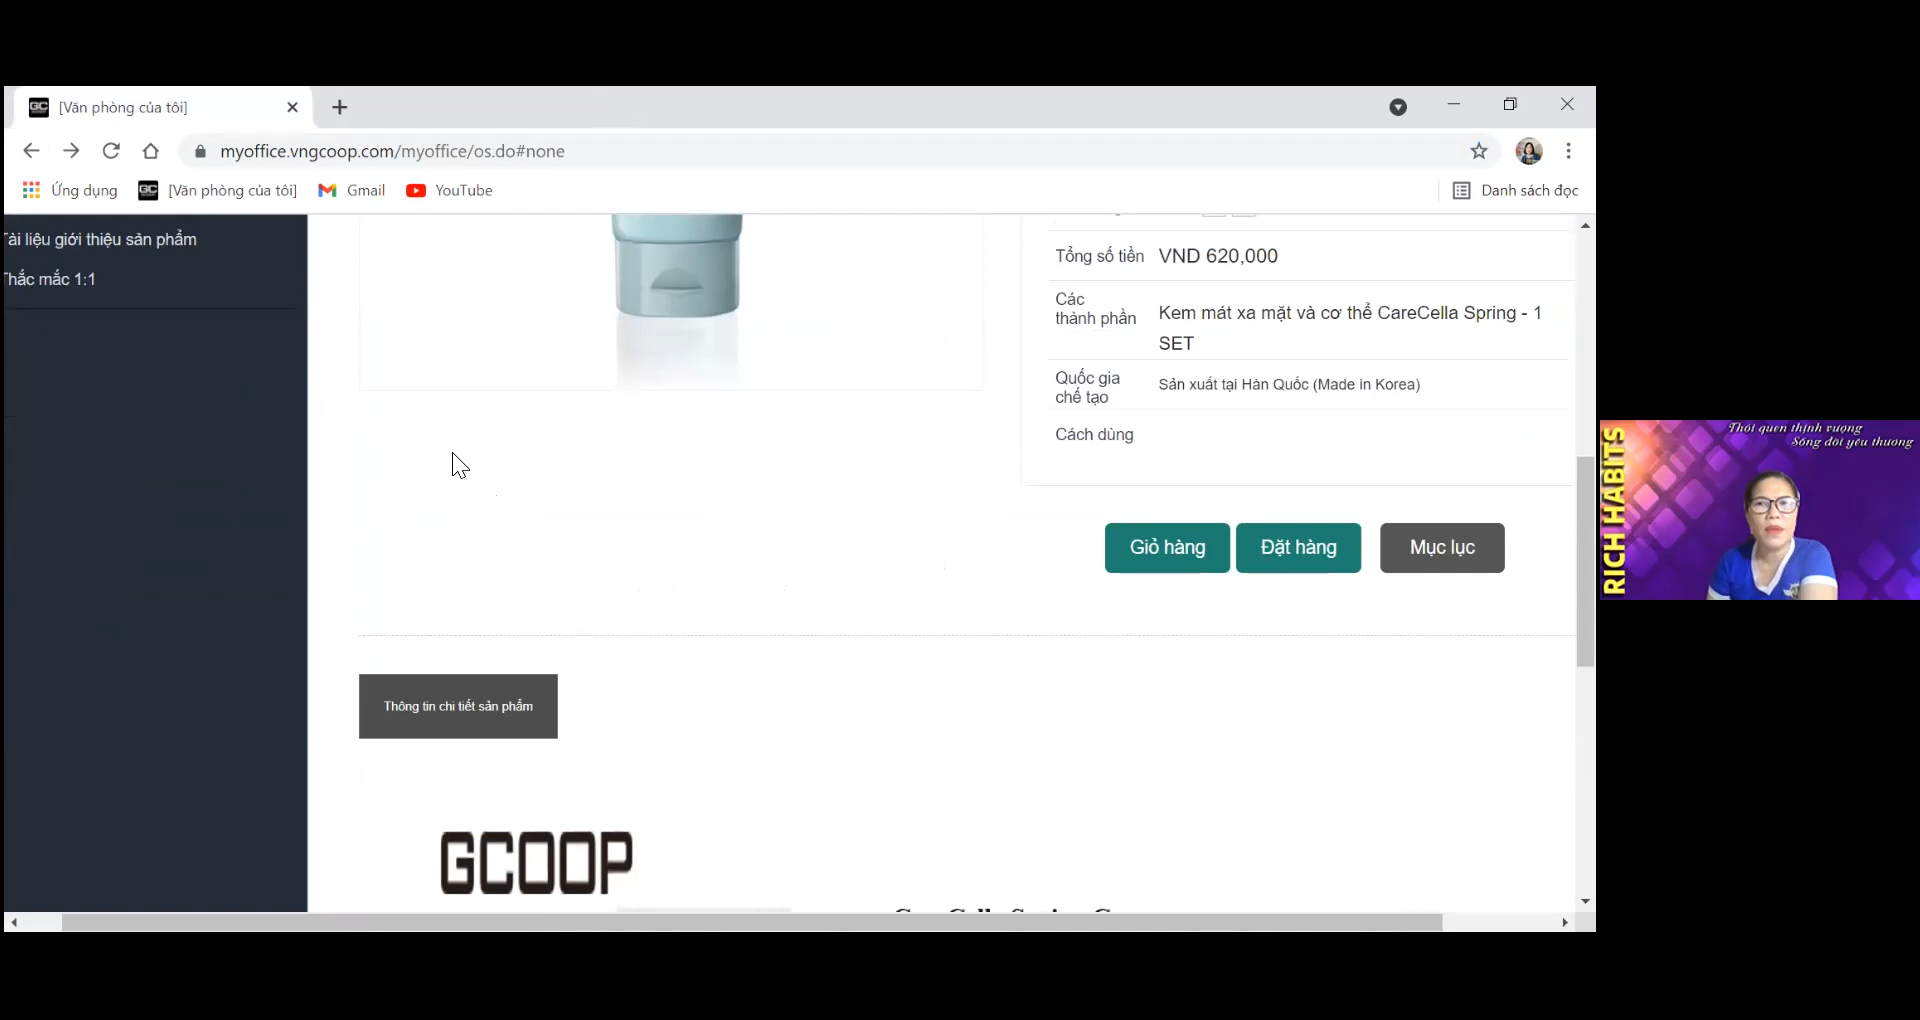 [Văn phòng của tôi]
myoffice.vngcoop.com/myoffice/os.do#none
Ứng dụng
[Văn phòng của tôi]
Gmail
YouTube
Danh sách đọc
Tài liệu giới thiệu sản phẩm
Thắc mắc 1:1
Tổng số tiền VND 620,000
Các
thành phần
Kem mát xa mặt và cơ thể CareCella Spring - 1
SET
Quốc gia
chế tạo
Sản xuất tại Hàn Quốc (Made in Korea)
Cách dùng
Giỏ hàng
Đặt hàng
Mục lục
Thông tin chi tiết sản phẩm
GCOOP
RICH HABITS
Thói quen thịnh vượng
Sống đời yêu thương